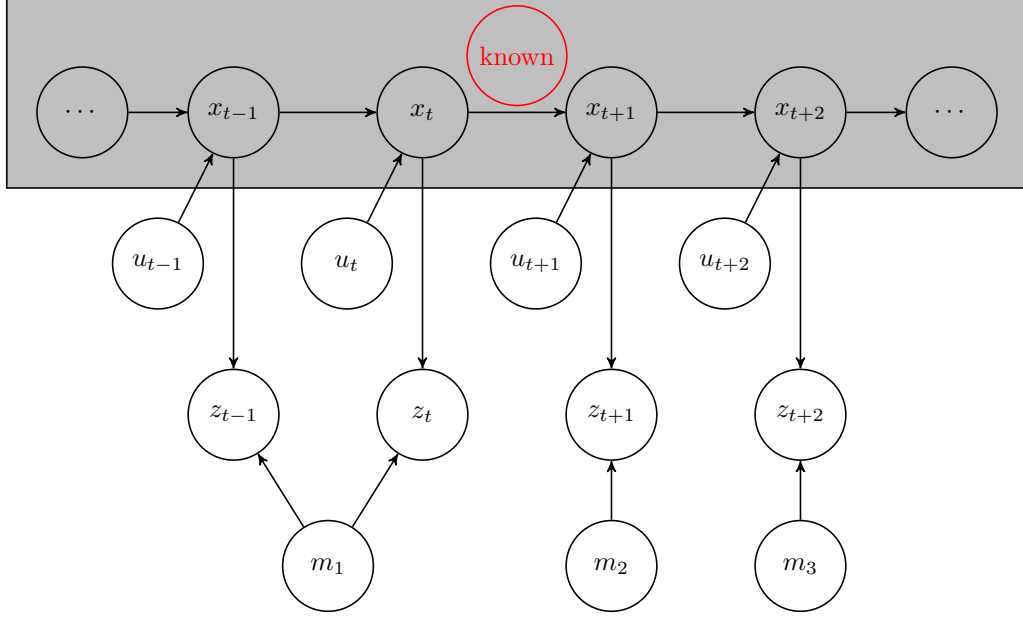 known
⋯ x_{t−1} x_t x_{t+1} x_{t+2} ⋯
u_{t−1} u_t u_{t+1} u_{t+2}
z_{t−1} z_t z_{t+1} z_{t+2}
m_1 m_2 m_3